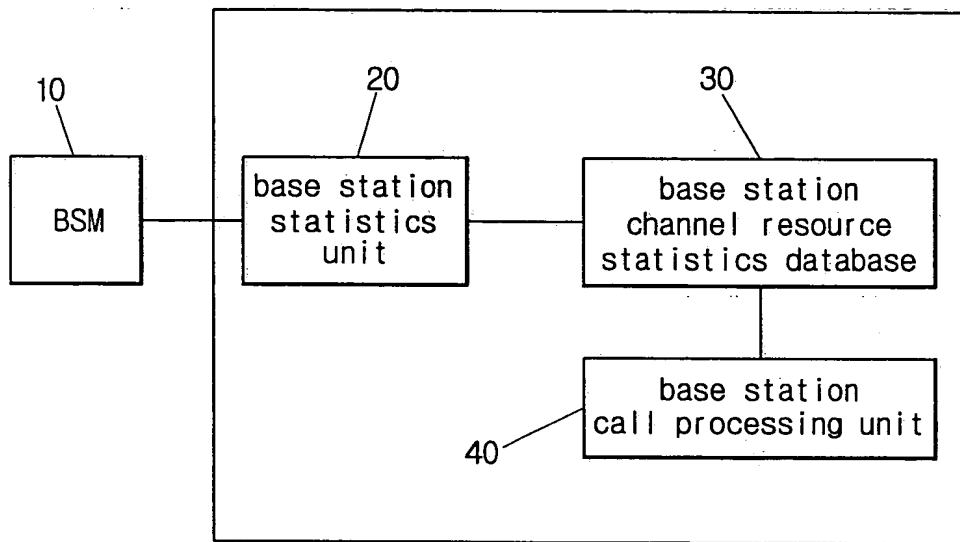 10
20
30
BSM
base station
statistics
unit
base station
channel resource
statistics database
base station
call processing unit
40